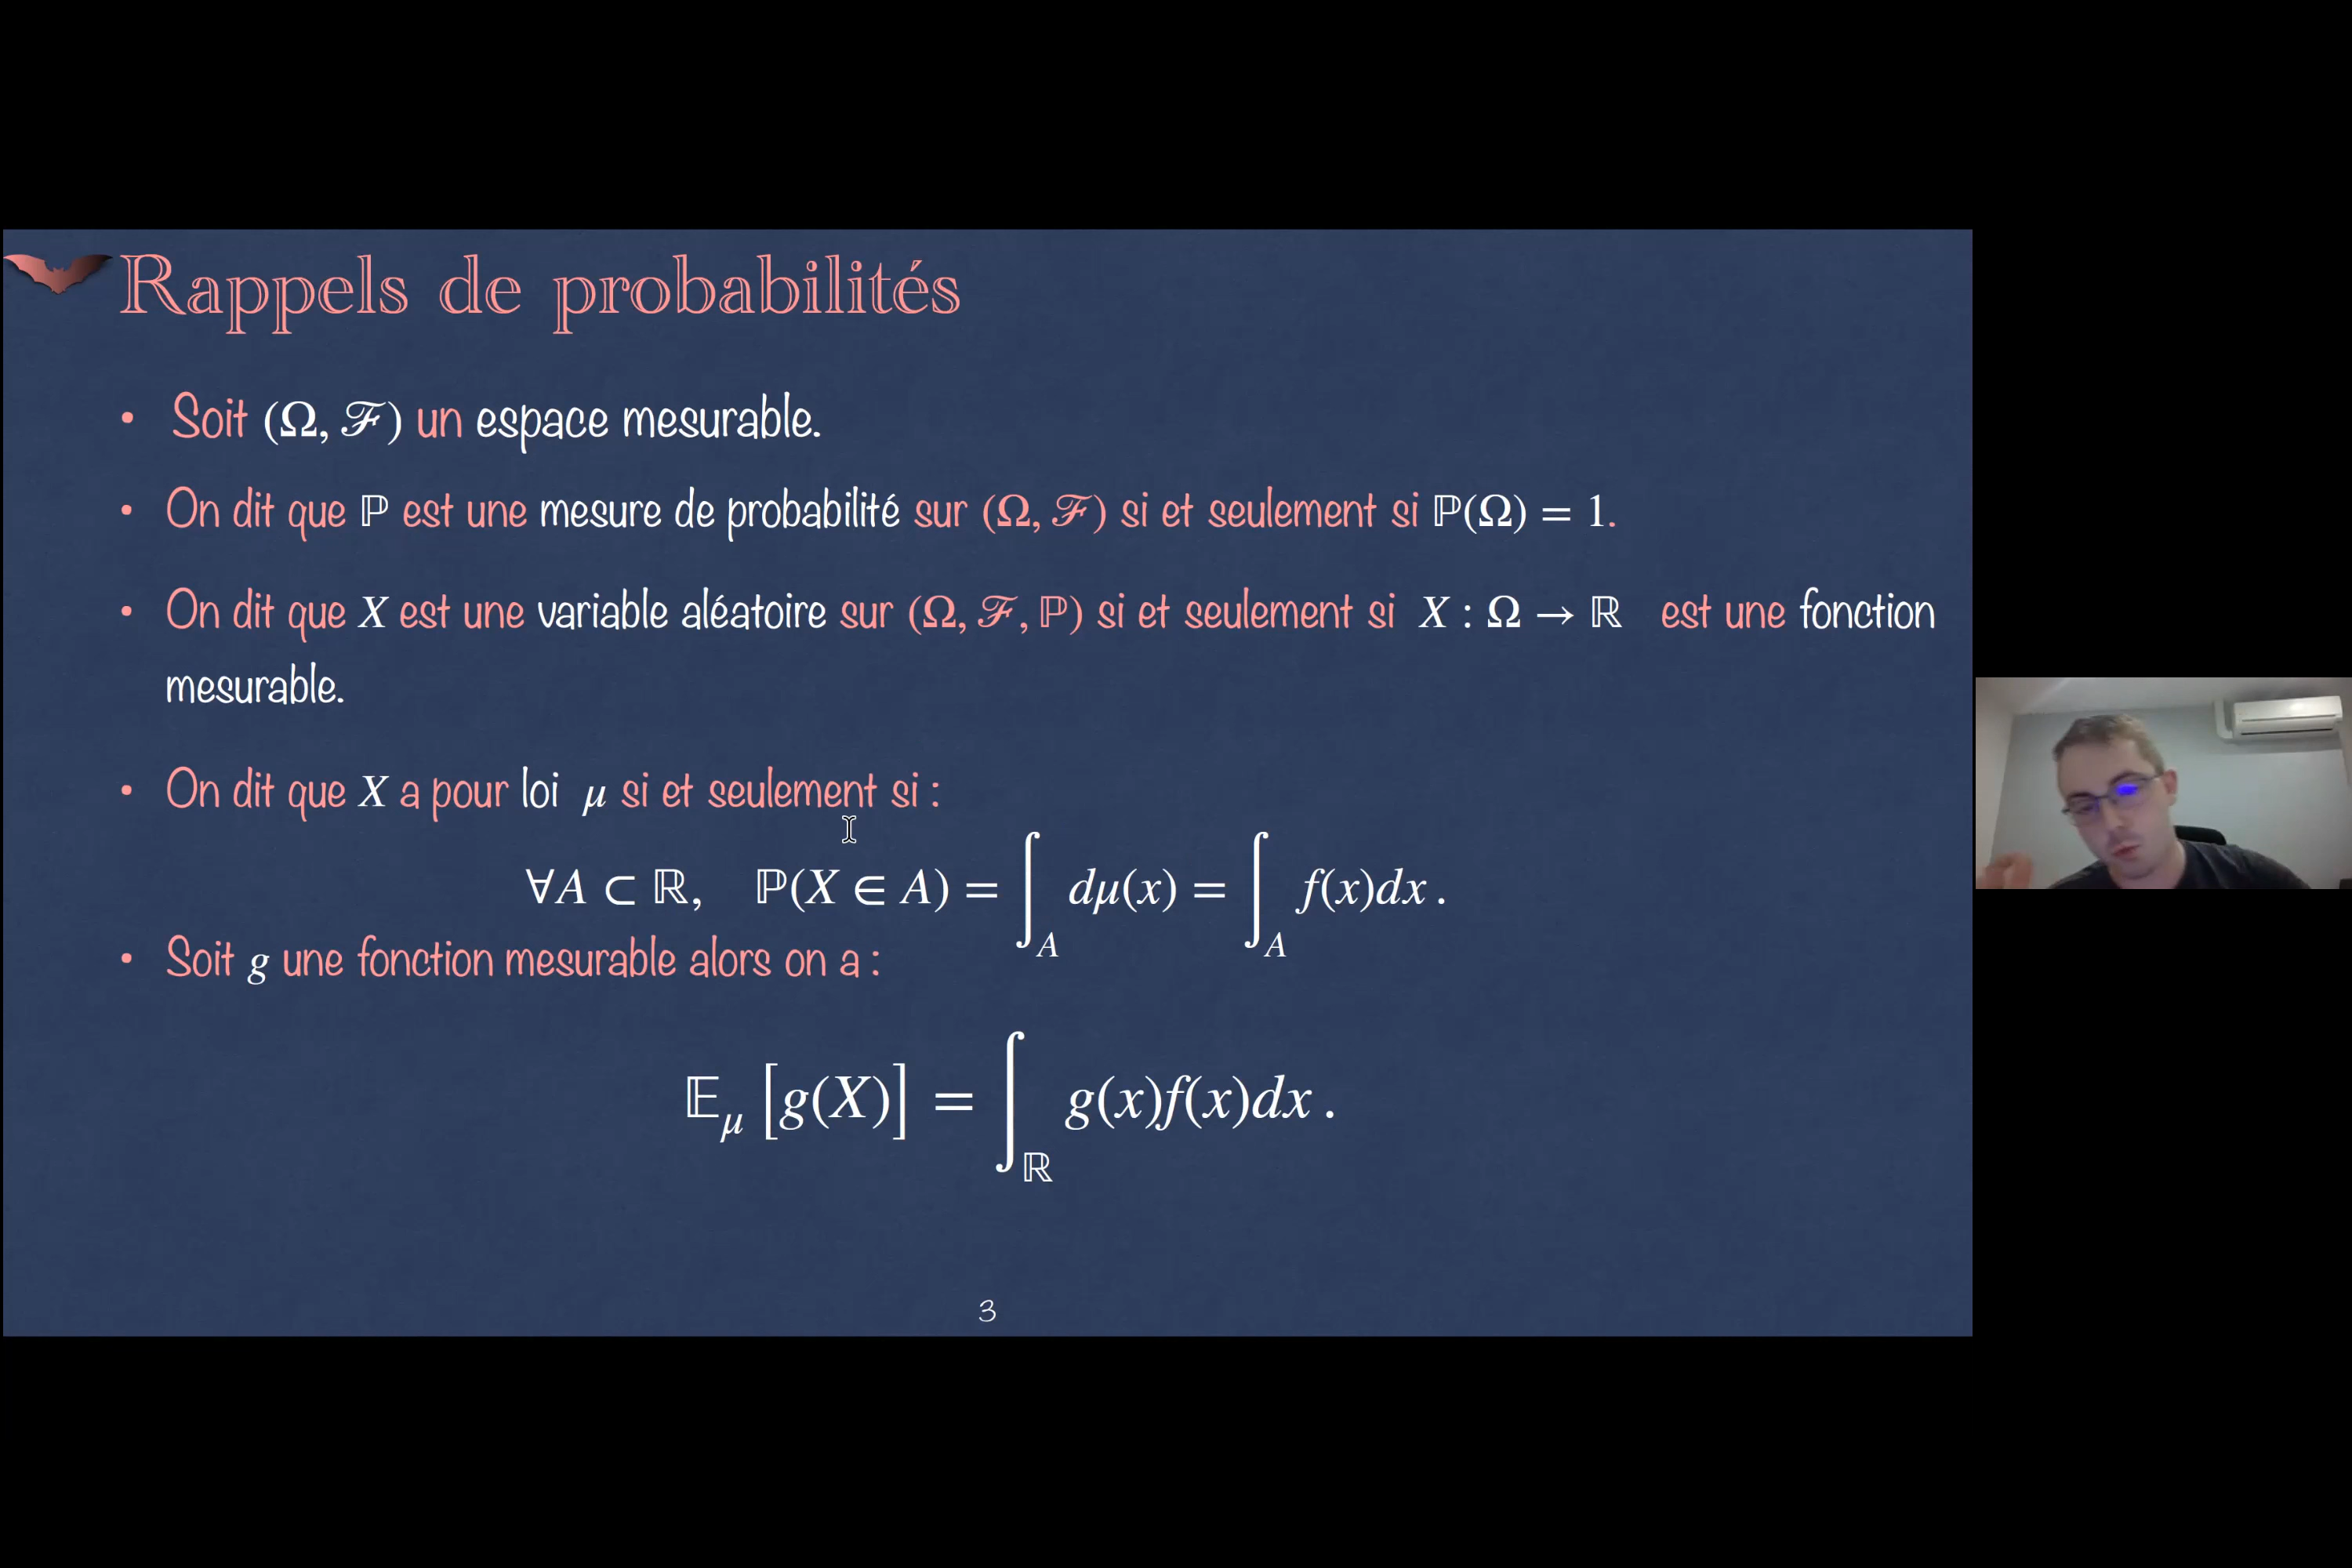 Rappels de probabilités
• Soit (Ω, ℱ) un espace mesurable.
• On dit que ℙ est une mesure de probabilité sur (Ω, ℱ) si et seulement si ℙ(Ω) = 1.
• On dit que X est une variable aléatoire sur (Ω, ℱ, ℙ) si et seulement si X : Ω → ℝ est une fonction
mesurable.
• On dit que X a pour loi μ si et seulement si :
∀A ⊂ ℝ, ℙ(X ∈ A) = ∫_A dμ(x) = ∫_A f(x)dx .
• Soit g une fonction mesurable alors on a :
𝔼_μ [g(X)] = ∫_ℝ g(x)f(x)dx .
3